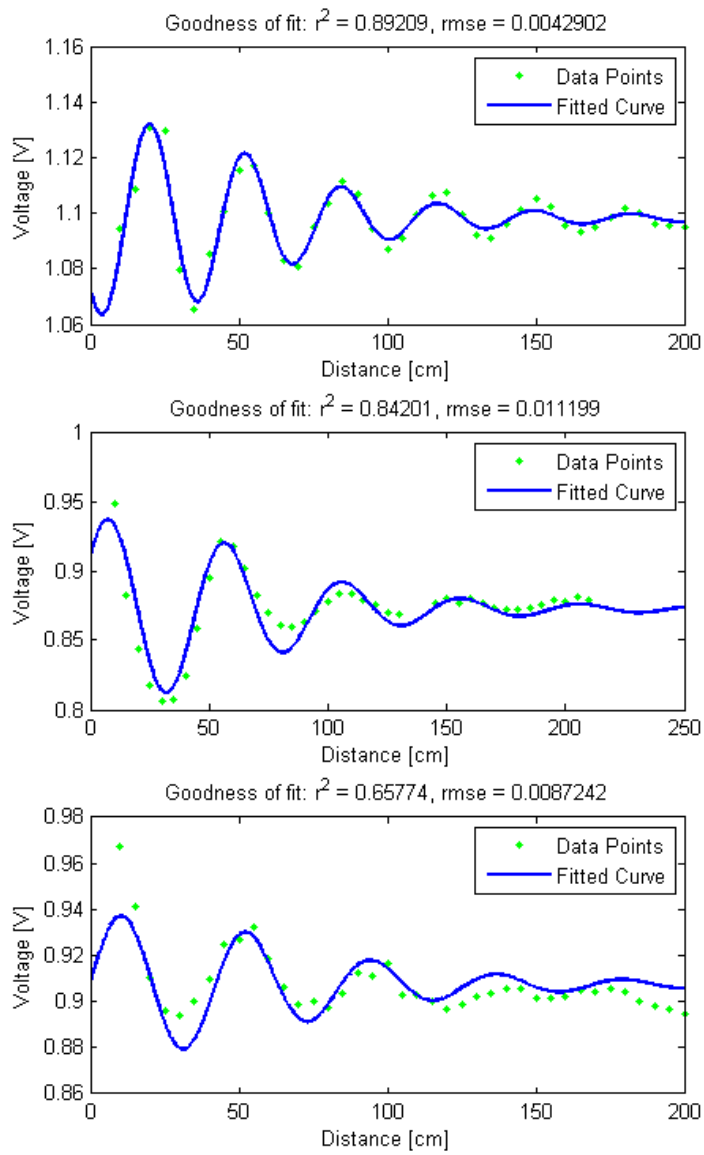 Goodness of fit: r² = 0.89209, rmse = 0.0042902
1.16
1.14
1.12
1.10
1.08
1.06
Voltage [V]
Data Points
Fitted Curve
0 50 100 150 200
Distance [cm]
Goodness of fit: r² = 0.84201, rmse = 0.011199
1
0.95
0.9
0.85
0.8
Voltage [V]
Data Points
Fitted Curve
0 50 100 150 200 250
Distance [cm]
Goodness of fit: r² = 0.65774, rmse = 0.0087242
0.98
0.96
0.94
0.92
0.9
0.88
0.86
Voltage [V]
Data Points
Fitted Curve
0 50 100 150 200
Distance [cm]